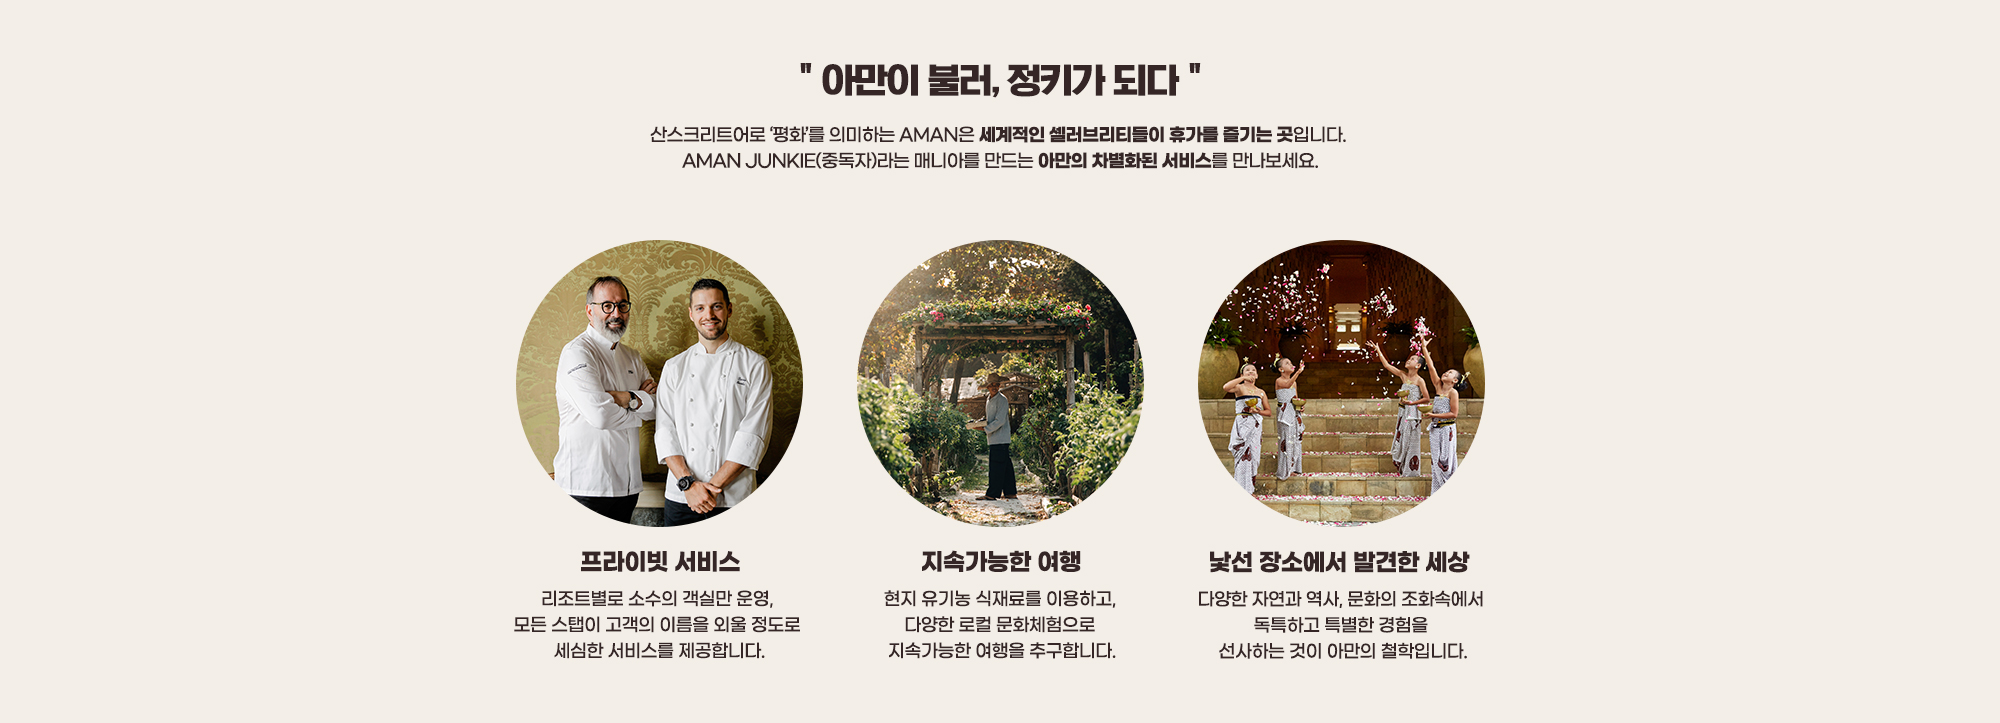 " 아만이 불러, 정키가 되다 "
산스크리트어로 '평화'를 의미하는 AMAN은 세계적인 셀러브리티들이 휴가를 즐기는 곳입니다.
AMAN JUNKIE(중독자)라는 매니아를 만드는 아만의 차별화된 서비스를 만나보세요.
프라이빗 서비스
리조트별로 소수의 객실만 운영,
모든 스탭이 고객의 이름을 외울 정도로
세심한 서비스를 제공합니다.
지속가능한 여행
현지 유기농 식재료를 이용하고,
다양한 로컬 문화체험으로
지속가능한 여행을 추구합니다.
낯선 장소에서 발견한 세상
다양한 자연과 역사, 문화의 조화속에서
독특하고 특별한 경험을
선사하는 것이 아만의 철학입니다.